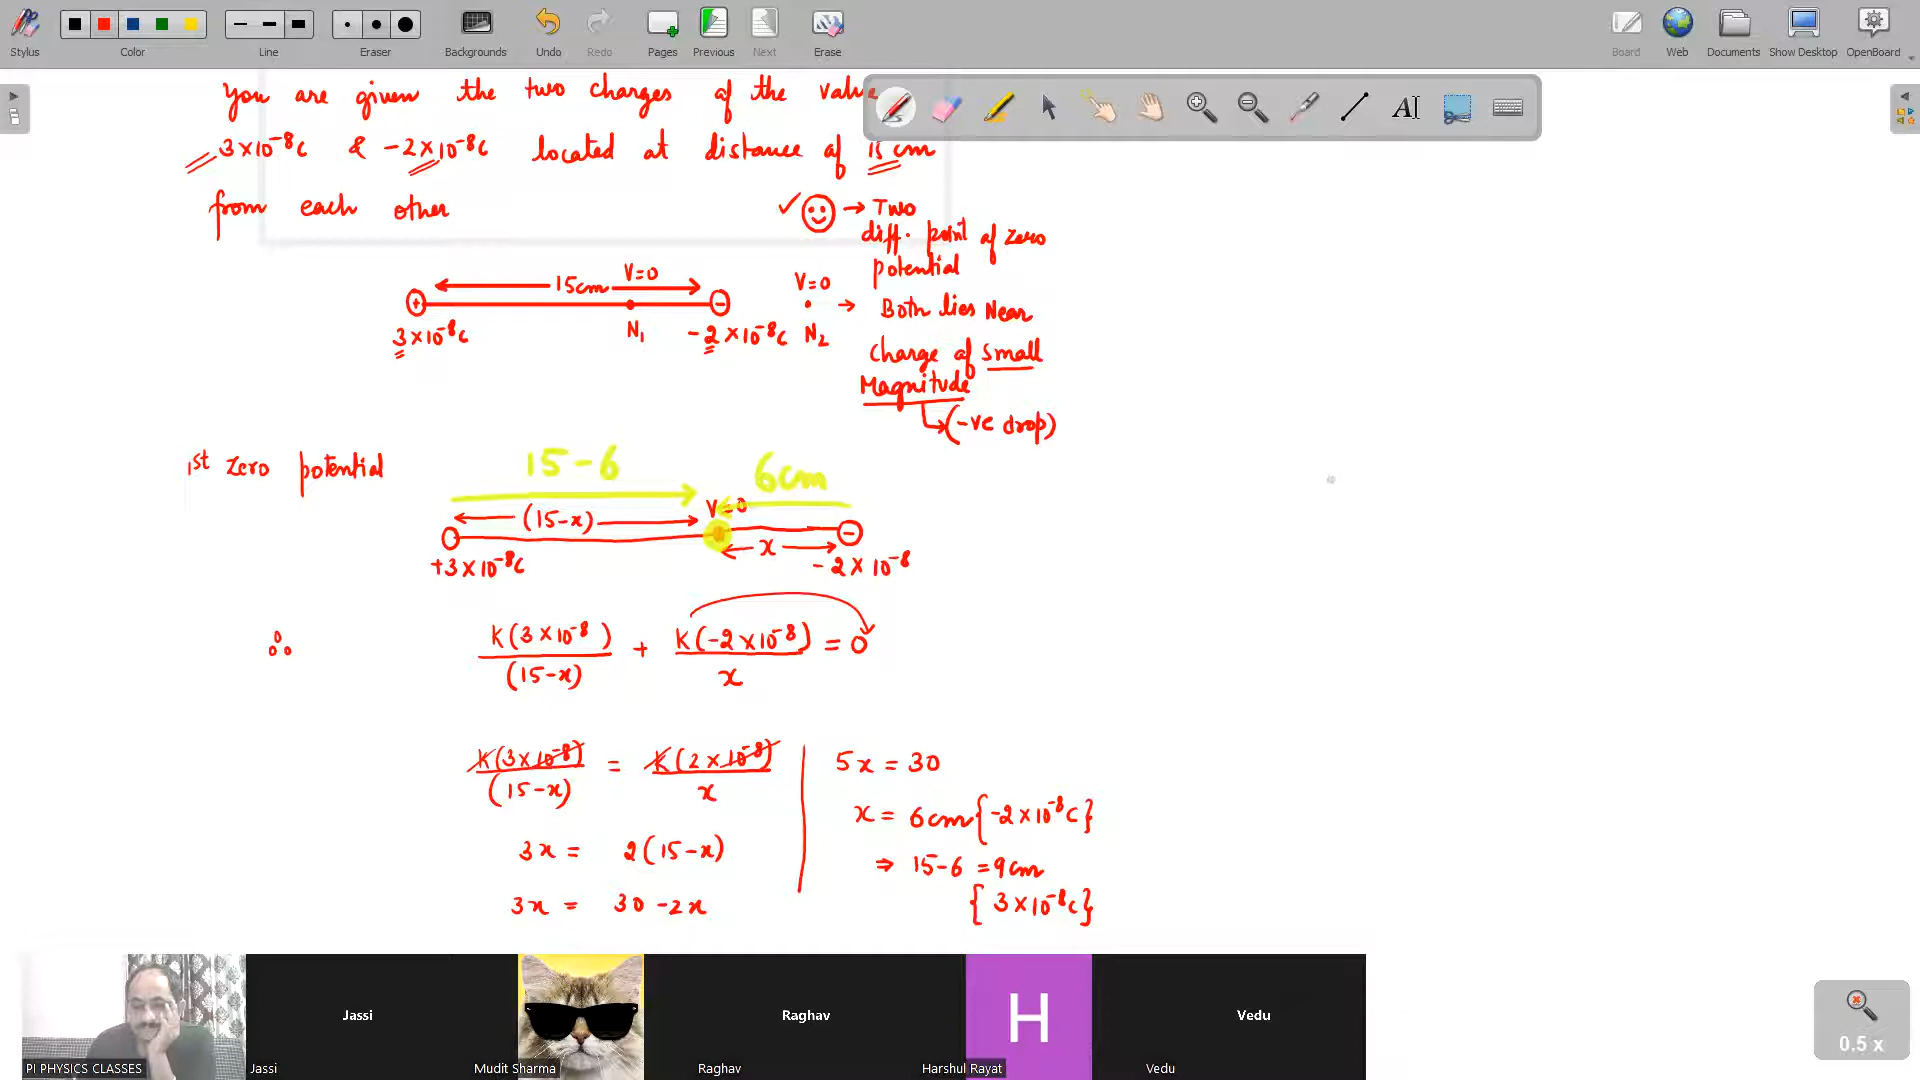 Stylus Color Line Eraser Backgrounds Undo Redo Pages Previous Next Erase Board Web Documents Show Desktop OpenBoard
You are given the two charges of the value
3×10⁻⁸C & -2×10⁻⁸C located at distance of 15 cm
from each other
✓ → Two
diff. point of zero
potential
15cm V=0
V=0
+ -
→ Both lies Near
3×10⁻⁸C N₁ -2×10⁻⁸C N₂
Charge of Small
Magnitude
(-ve drop)
1st Zero potential
15-6 6cm
V=0
(15-x)
-
x
+3×10⁻⁸C -2×10⁻⁸
∴ K(3×10⁻⁸)/(15-x) + K(-2×10⁻⁸)/x = 0
K(3×10⁻⁸)/(15-x) = K(2×10⁻⁸)/x
3x = 2(15-x)
3x = 30-2x
5x = 30
x = 6cm{-2×10⁻⁸C}
⇒ 15-6 = 9cm
{3×10⁻⁸C}
Jassi Raghav H Vedu
PI PHYSICS CLASSES Jassi Mudit Sharma Raghav Harshul Rayat Vedu
0.5 x